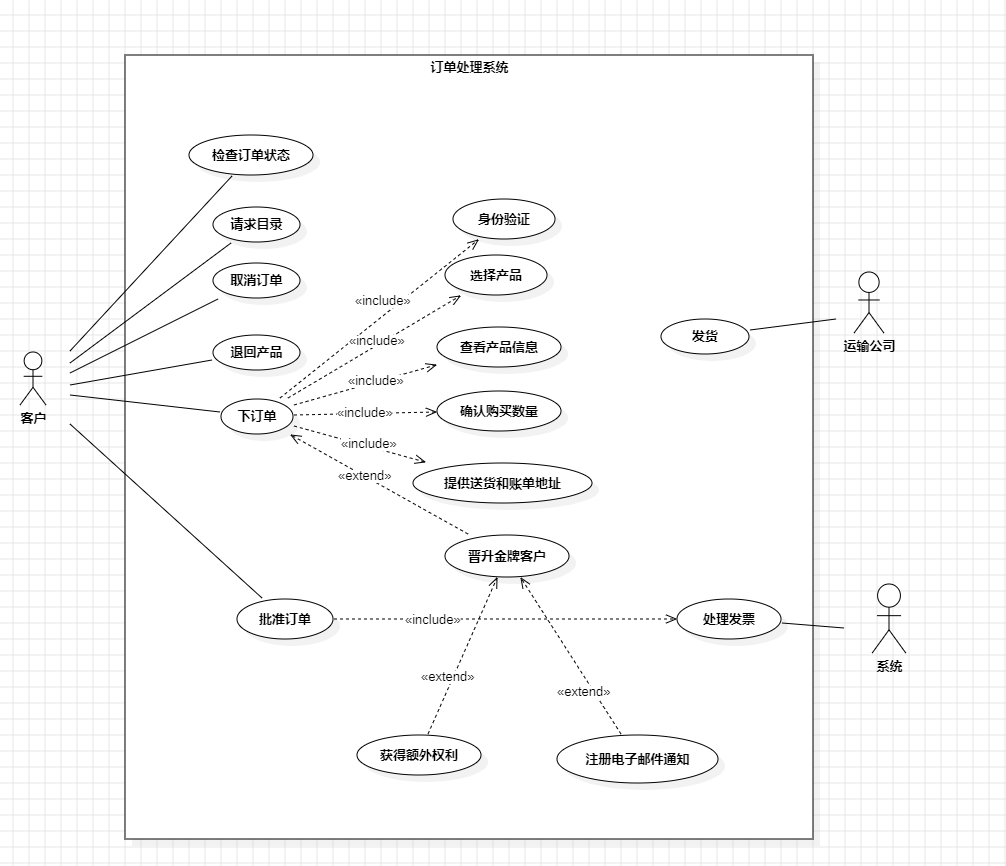 订单处理系统
检查订单状态
身份验证
请求目录
选择产品
取消订单
«include»
发货
运输公司
«include»
查看产品信息
退回产品
«include»
客户
下订单
«include»
确认购买数量
«include»
«extend»
提供送货和账单地址
晋升金牌客户
批准订单
«include»
处理发票
系统
«extend»
«extend»
获得额外权利
注册电子邮件通知